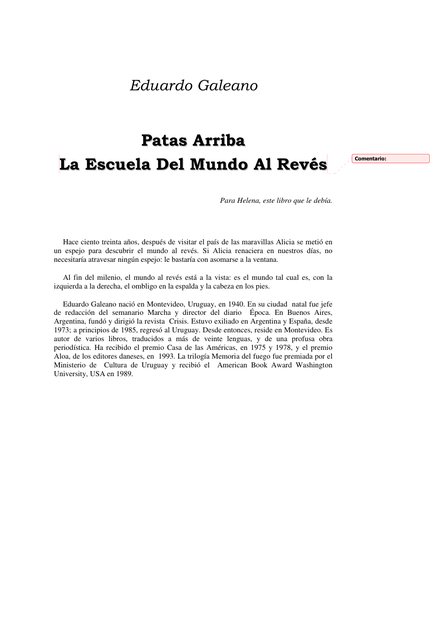 Eduardo Galeano
Patas Arriba
La Escuela Del Mundo Al Revés
Comentario:
Para Helena, este libro que le debía.
Hace ciento treinta años, después de visitar el país de las maravillas Alicia se metió en
un espejo para descubrir el mundo al revés. Si Alicia renaciera en nuestros días, no
necesitaría atravesar ningún espejo: le bastaría con asomarse a la ventana.
Al fin del milenio, el mundo al revés está a la vista: es el mundo tal cual es, con la
izquierda a la derecha, el ombligo en la espalda y la cabeza en los pies.
Eduardo Galeano nació en Montevideo, Uruguay, en 1940. En su ciudad natal fue jefe
de redacción del semanario Marcha y director del diario Época. En Buenos Aires,
Argentina, fundó y dirigió la revista Crisis. Estuvo exiliado en Argentina y España, desde
1973; a principios de 1985, regresó al Uruguay. Desde entonces, reside en Montevideo. Es
autor de varios libros, traducidos a más de veinte lenguas, y de una profusa obra
periodística. Ha recibido el premio Casa de las Américas, en 1975 y 1978, y el premio
Aloa, de los editores daneses, en 1993. La trilogía Memoria del fuego fue premiada por el
Ministerio de Cultura de Uruguay y recibió el American Book Award Washington
University, USA en 1989.